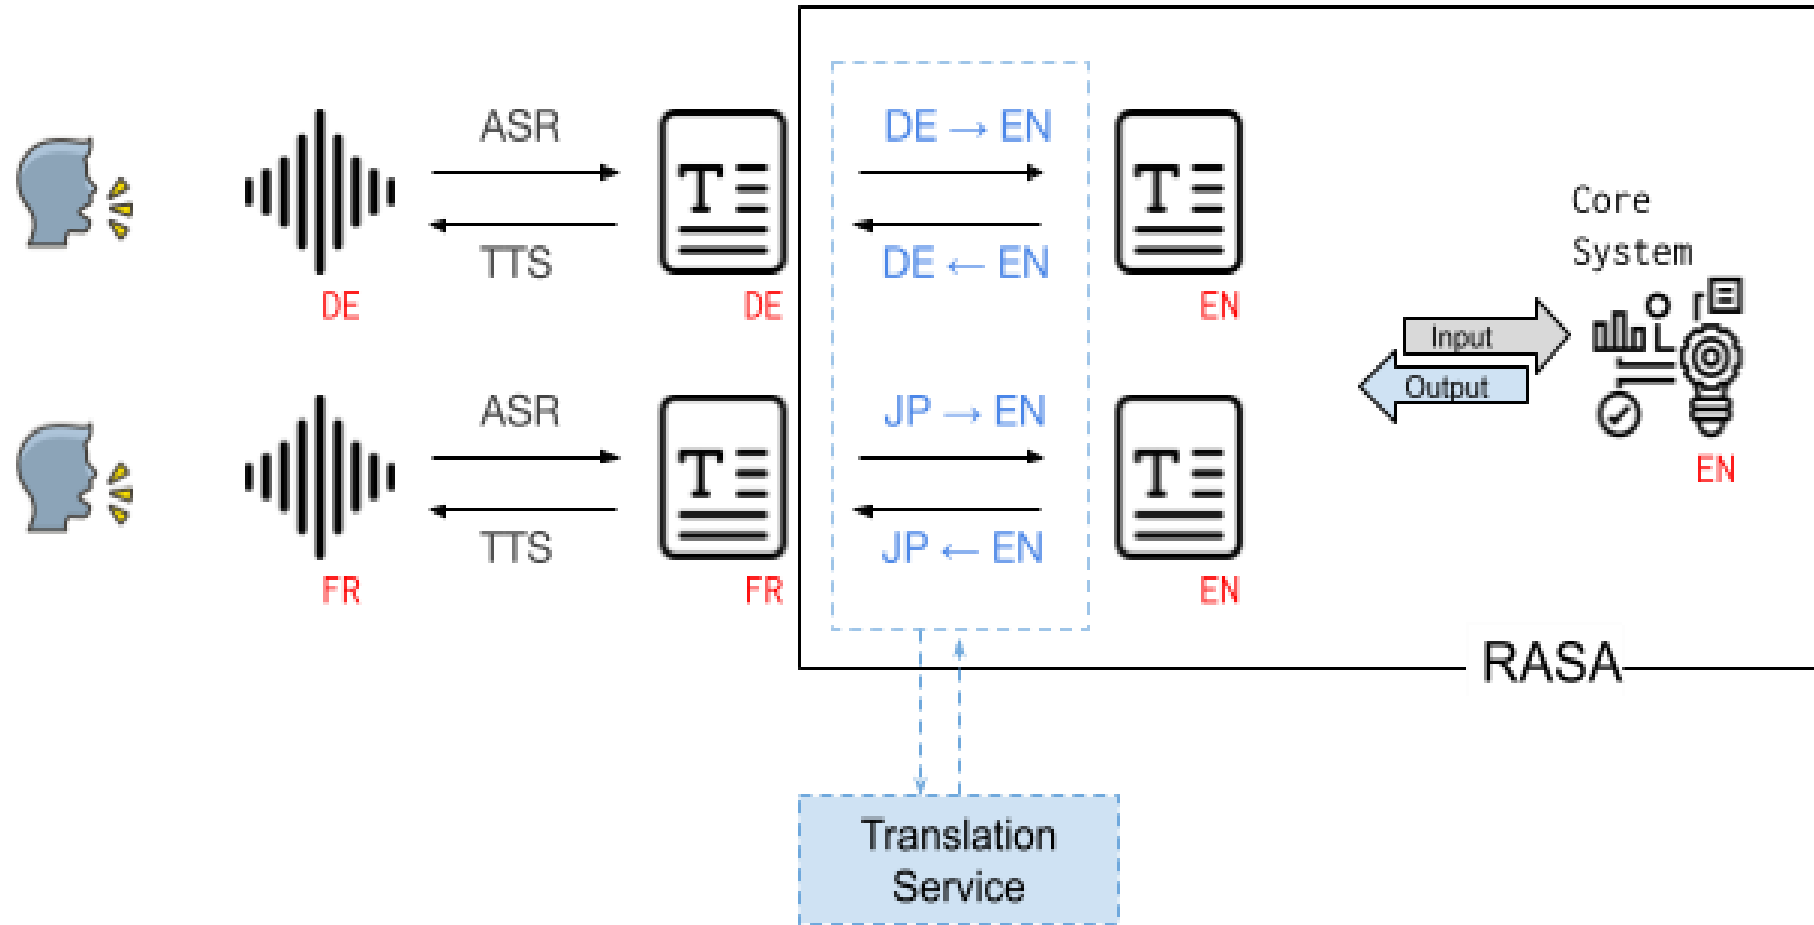 ASR
DE → EN
T
T
TTS
DE ← EN
DE
DE
EN
Core
System
Input
Output
EN
ASR
JP → EN
T
T
TTS
JP ← EN
FR
FR
EN
RASA
Translation
Service